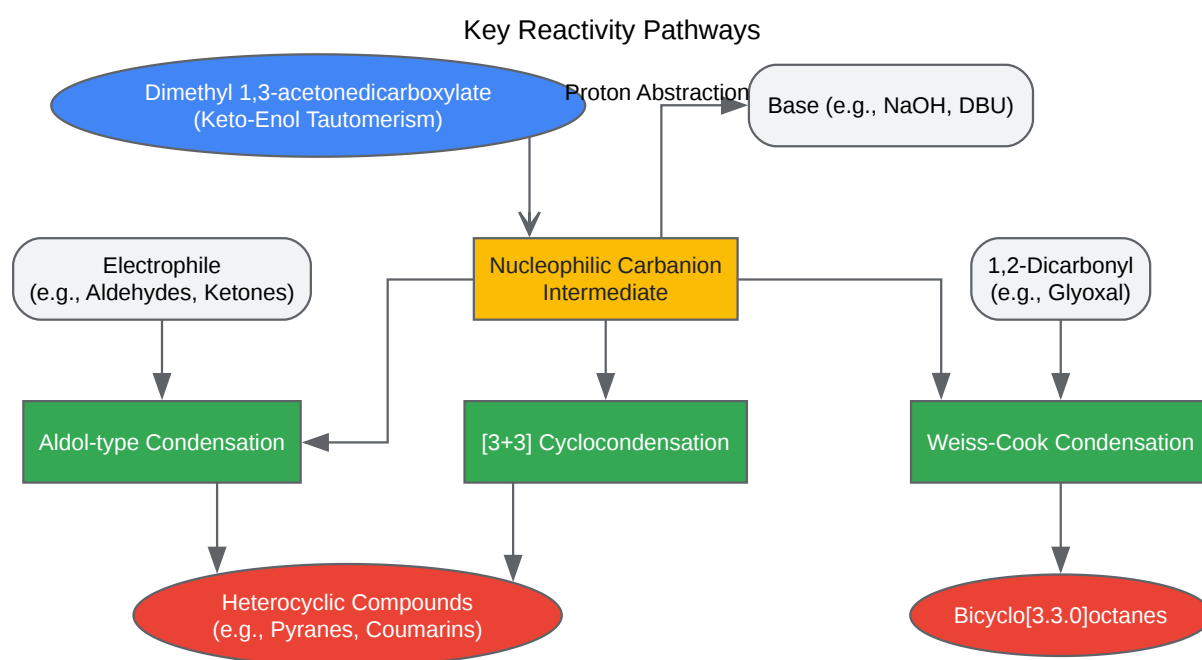 Key Reactivity Pathways
Dimethyl 1,3-acetonedicarboxylate
(Keto-Enol Tautomerism)
Proton Abstraction
Base (e.g., NaOH, DBU)
Electrophile
(e.g., Aldehydes, Ketones)
Nucleophilic Carbanion
Intermediate
1,2-Dicarbonyl
(e.g., Glyoxal)
Aldol-type Condensation
[3+3] Cyclocondensation
Weiss-Cook Condensation
Heterocyclic Compounds
(e.g., Pyranes, Coumarins)
Bicyclo[3.3.0]octanes